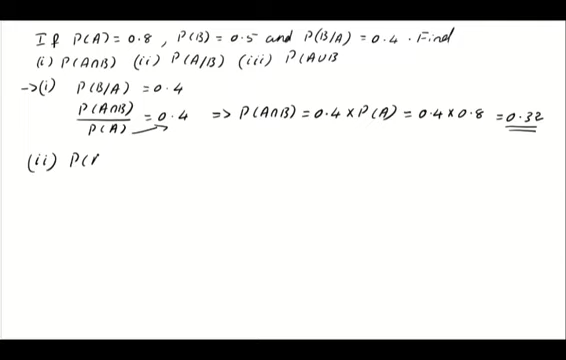 If P(A) = 0.8, P(B) = 0.5 and P(B/A) = 0.4. Find
(i) P(A∩B) (ii) P(A/B) (iii) P(A∪B
→(i) P(B/A) = 0.4
P(A∩B)/P(A) = 0.4 => P(A∩B) = 0.4 × P(A) = 0.4 × 0.8 = 0.32
(ii) P(